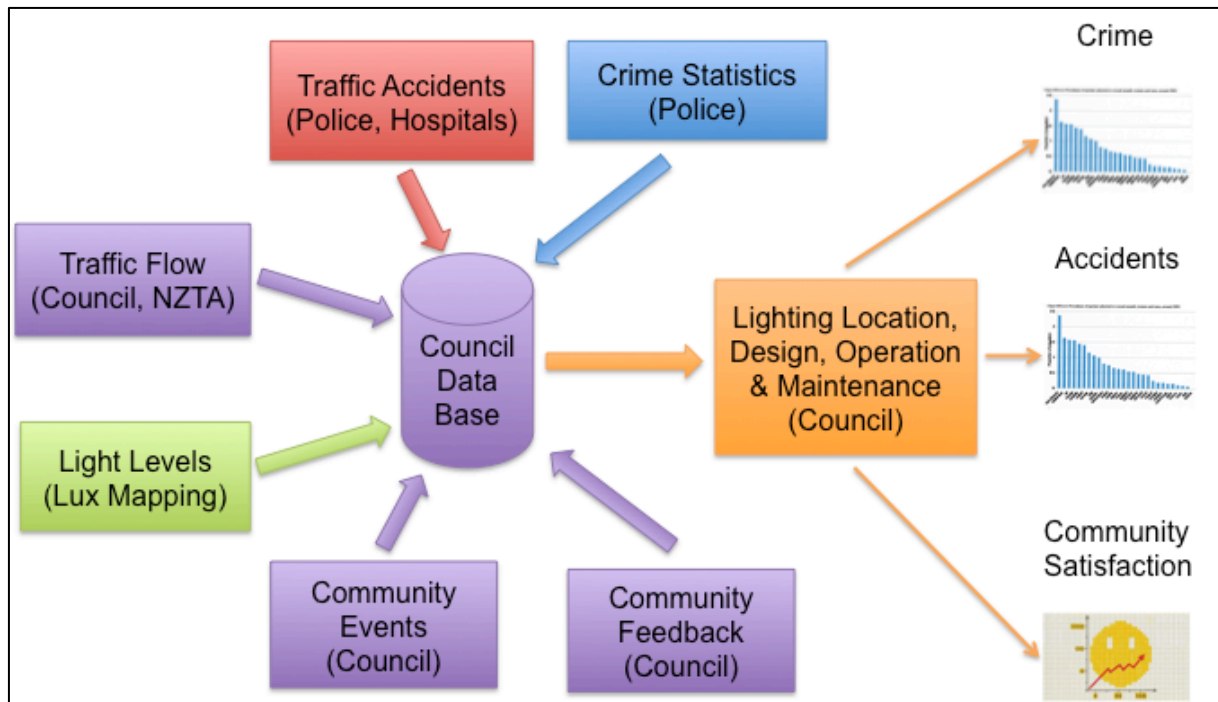 Traffic Accidents
(Police, Hospitals)
Crime Statistics
(Police)
Crime
Traffic Flow
(Council, NZTA)
Council
Data
Base
Lighting Location,
Design, Operation
& Maintenance
(Council)
Accidents
Light Levels
(Lux Mapping)
Community
Events
(Council)
Community
Feedback
(Council)
Community
Satisfaction